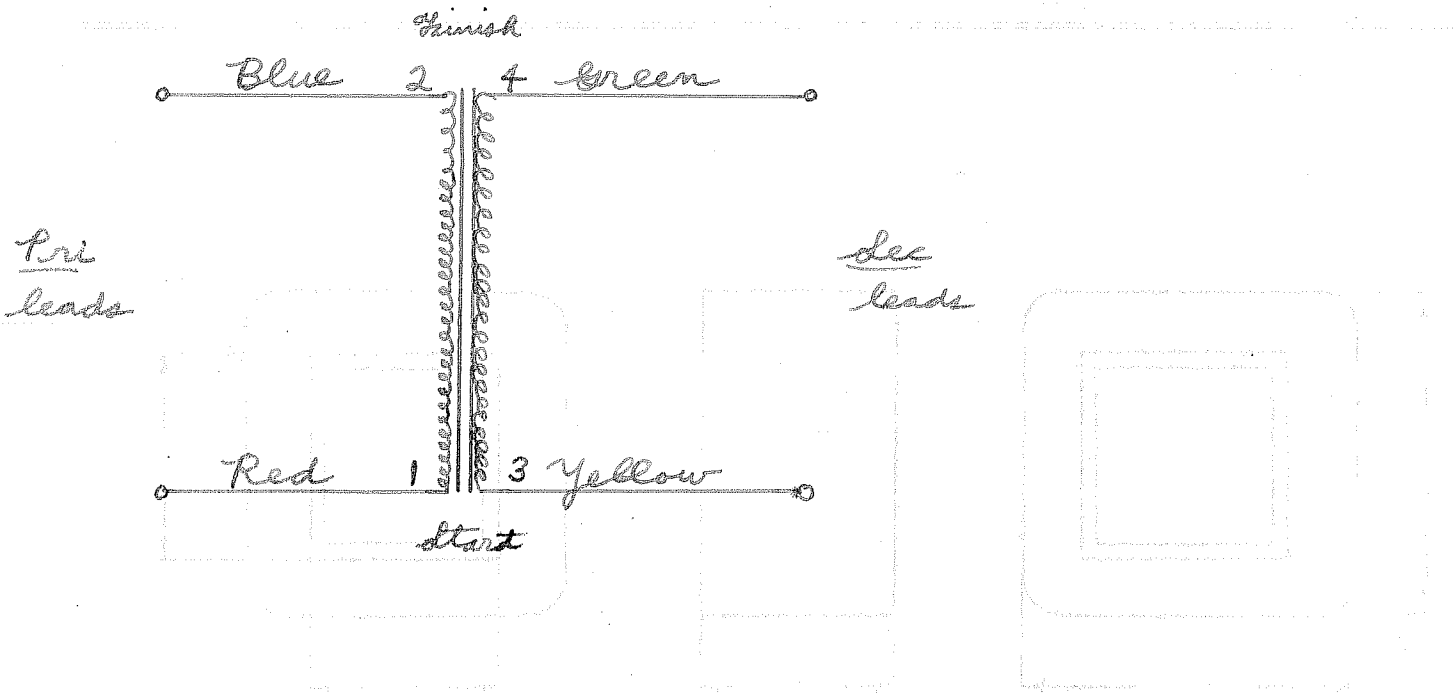 Finish
Blue 2 4 Green
Pri
leads
Sec
leads
Red 1 3 Yellow
Start